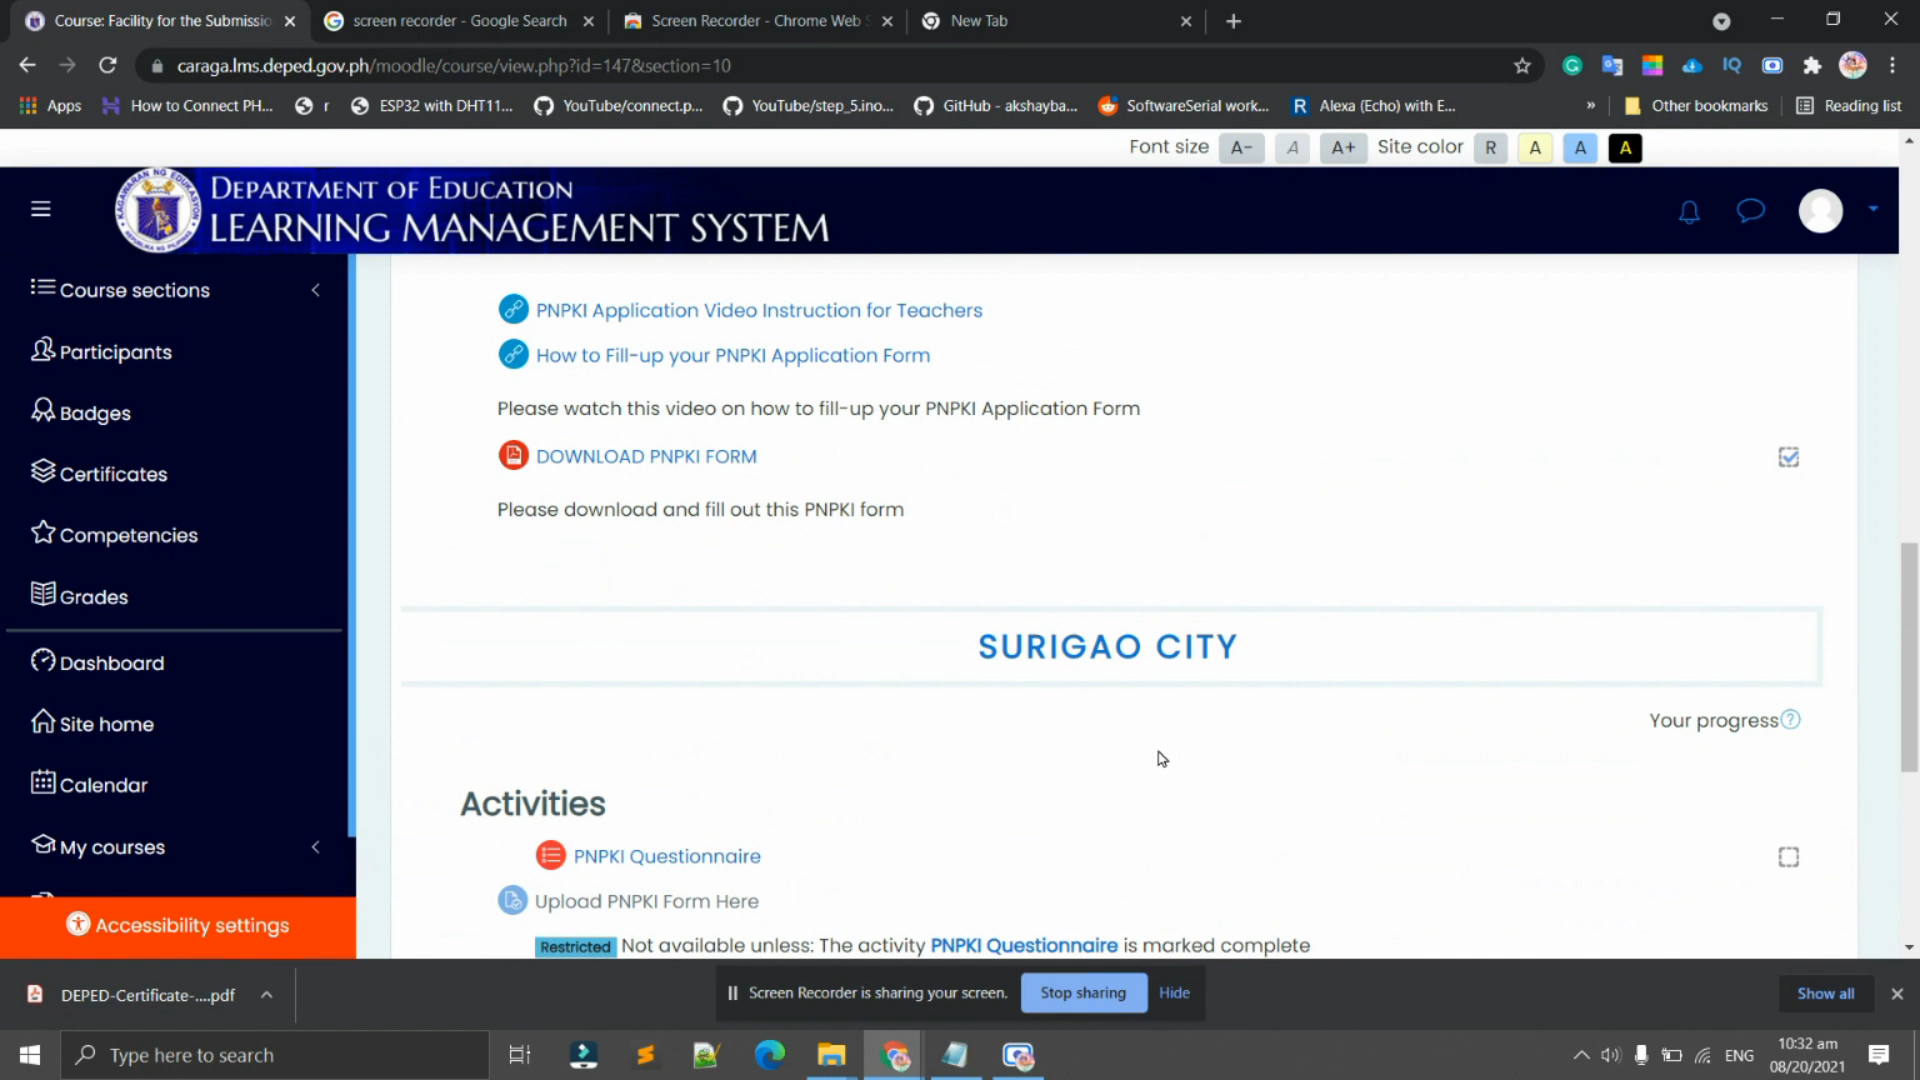 Course: Facility for the Submissio
screen recorder - Google Search
Screen Recorder - Chrome Web S
New Tab
caraga.lms.deped.gov.ph/moodle/course/view.php?id=147&section=10
Apps
How to Connect PH...
r
ESP32 with DHT11...
YouTube/connect.p...
YouTube/step_5.ino...
GitHub - akshayba...
SoftwareSerial work...
Alexa (Echo) with E...
»
Other bookmarks
Reading list
Font size A- A A+ Site color R A A A
DEPARTMENT OF EDUCATION
LEARNING MANAGEMENT SYSTEM
Course sections
Participants
Badges
Certificates
Competencies
Grades
Dashboard
Site home
Calendar
My courses
Accessibility settings
PNPKI Application Video Instruction for Teachers
How to Fill-up your PNPKI Application Form
Please watch this video on how to fill-up your PNPKI Application Form
DOWNLOAD PNPKI FORM
Please download and fill out this PNPKI form
SURIGAO CITY
Your progress
Activities
PNPKI Questionnaire
Upload PNPKI Form Here
Restricted Not available unless: The activity PNPKI Questionnaire is marked complete
DEPED-Certificate-....pdf
Screen Recorder is sharing your screen.
Stop sharing
Hide
Show all
Type here to search
ENG
10:32 am
08/20/2021